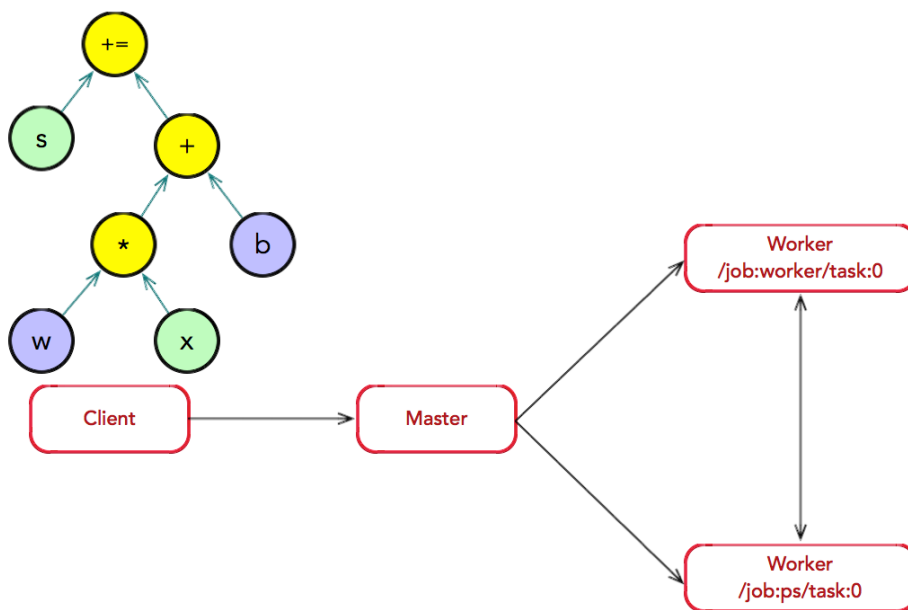 +=
s
+
*
b
w
x
Client
Master
Worker
/job:worker/task:0
Worker
/job:ps/task:0